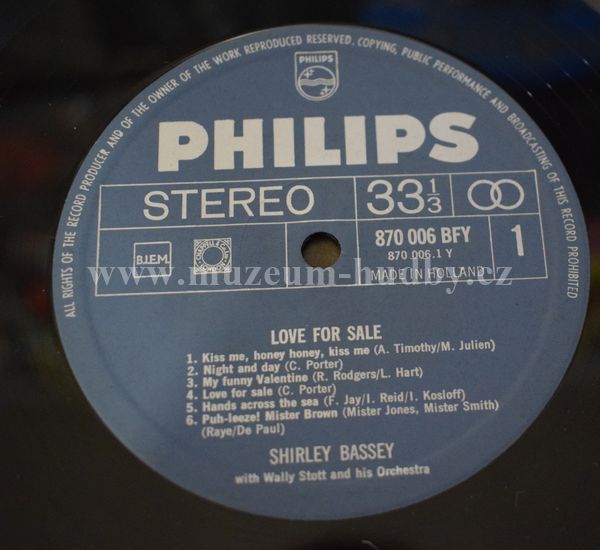 ALL RIGHTS OF THE RECORD PRODUCER AND OF THE OWNER OF THE WORK REPRODUCED RESERVED. COPYING, PUBLIC PERFORMANCE AND BROADCASTING OF THIS RECORD PROHIBITED
PHILIPS
PHILIPS
STEREO 33 1/3
B.I.E.M. 870 006 BFY 1
870 006.1 Y
MADE IN HOLLAND
www.muzeum-hudby.cz
LOVE FOR SALE
1. Kiss me, honey honey, kiss me (A. Timothy/M. Julien)
2. Night and day (C. Porter)
3. My funny Valentine (R. Rodgers/L. Hart)
4. Love for sale (C. Porter)
5. Hands across the sea (F. Jay/I. Reid/I. Kosloff)
6. Puh-leeze! Mister Brown (Mister Jones, Mister Smith)
(Raye/De Paul)
SHIRLEY BASSEY
with Wally Stott and his Orchestra